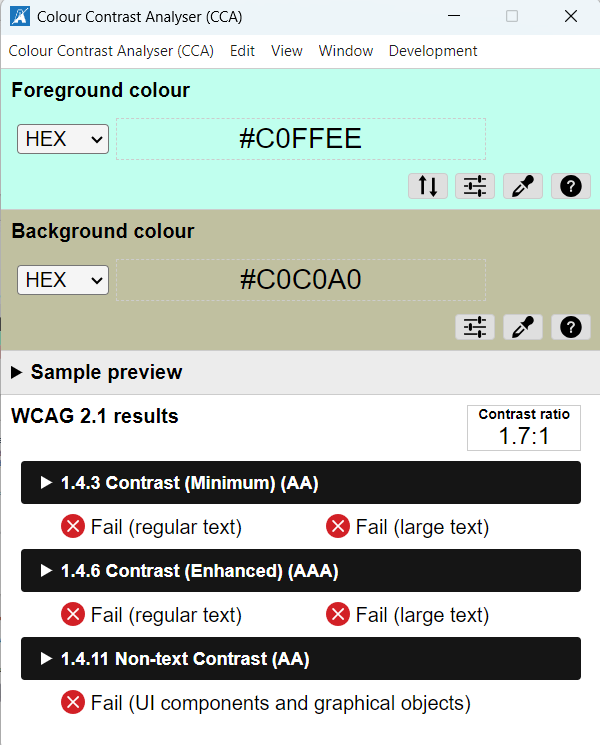 Colour Contrast Analyser (CCA)
Colour Contrast Analyser (CCA) Edit View Window Development
Foreground colour
HEX #C0FFEE
?
Background colour
HEX #C0C0A0
?
Sample preview
WCAG 2.1 results
Contrast ratio
1.7:1
1.4.3 Contrast (Minimum) (AA)
Fail (regular text) Fail (large text)
1.4.6 Contrast (Enhanced) (AAA)
Fail (regular text) Fail (large text)
1.4.11 Non-text Contrast (AA)
Fail (UI components and graphical objects)